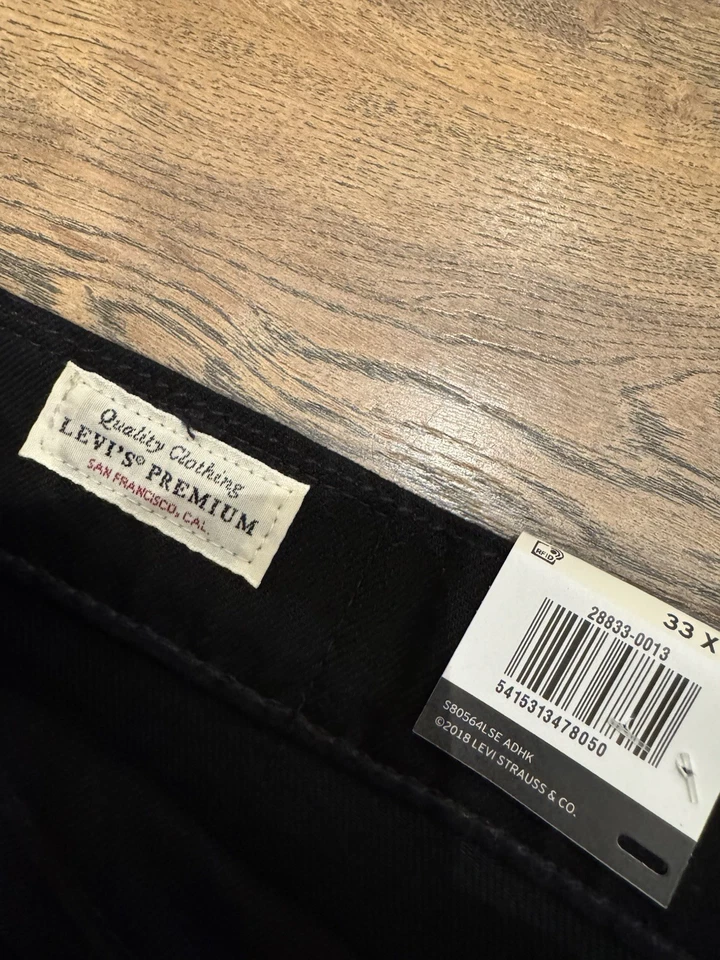 Quality Clothing
LEVI'S® PREMIUM
SAN FRANCISCO, CAL.
RFID
33 X
28833-0013
5415313478050
S80564LSE ADHK
©2018 LEVI STRAUSS & CO.